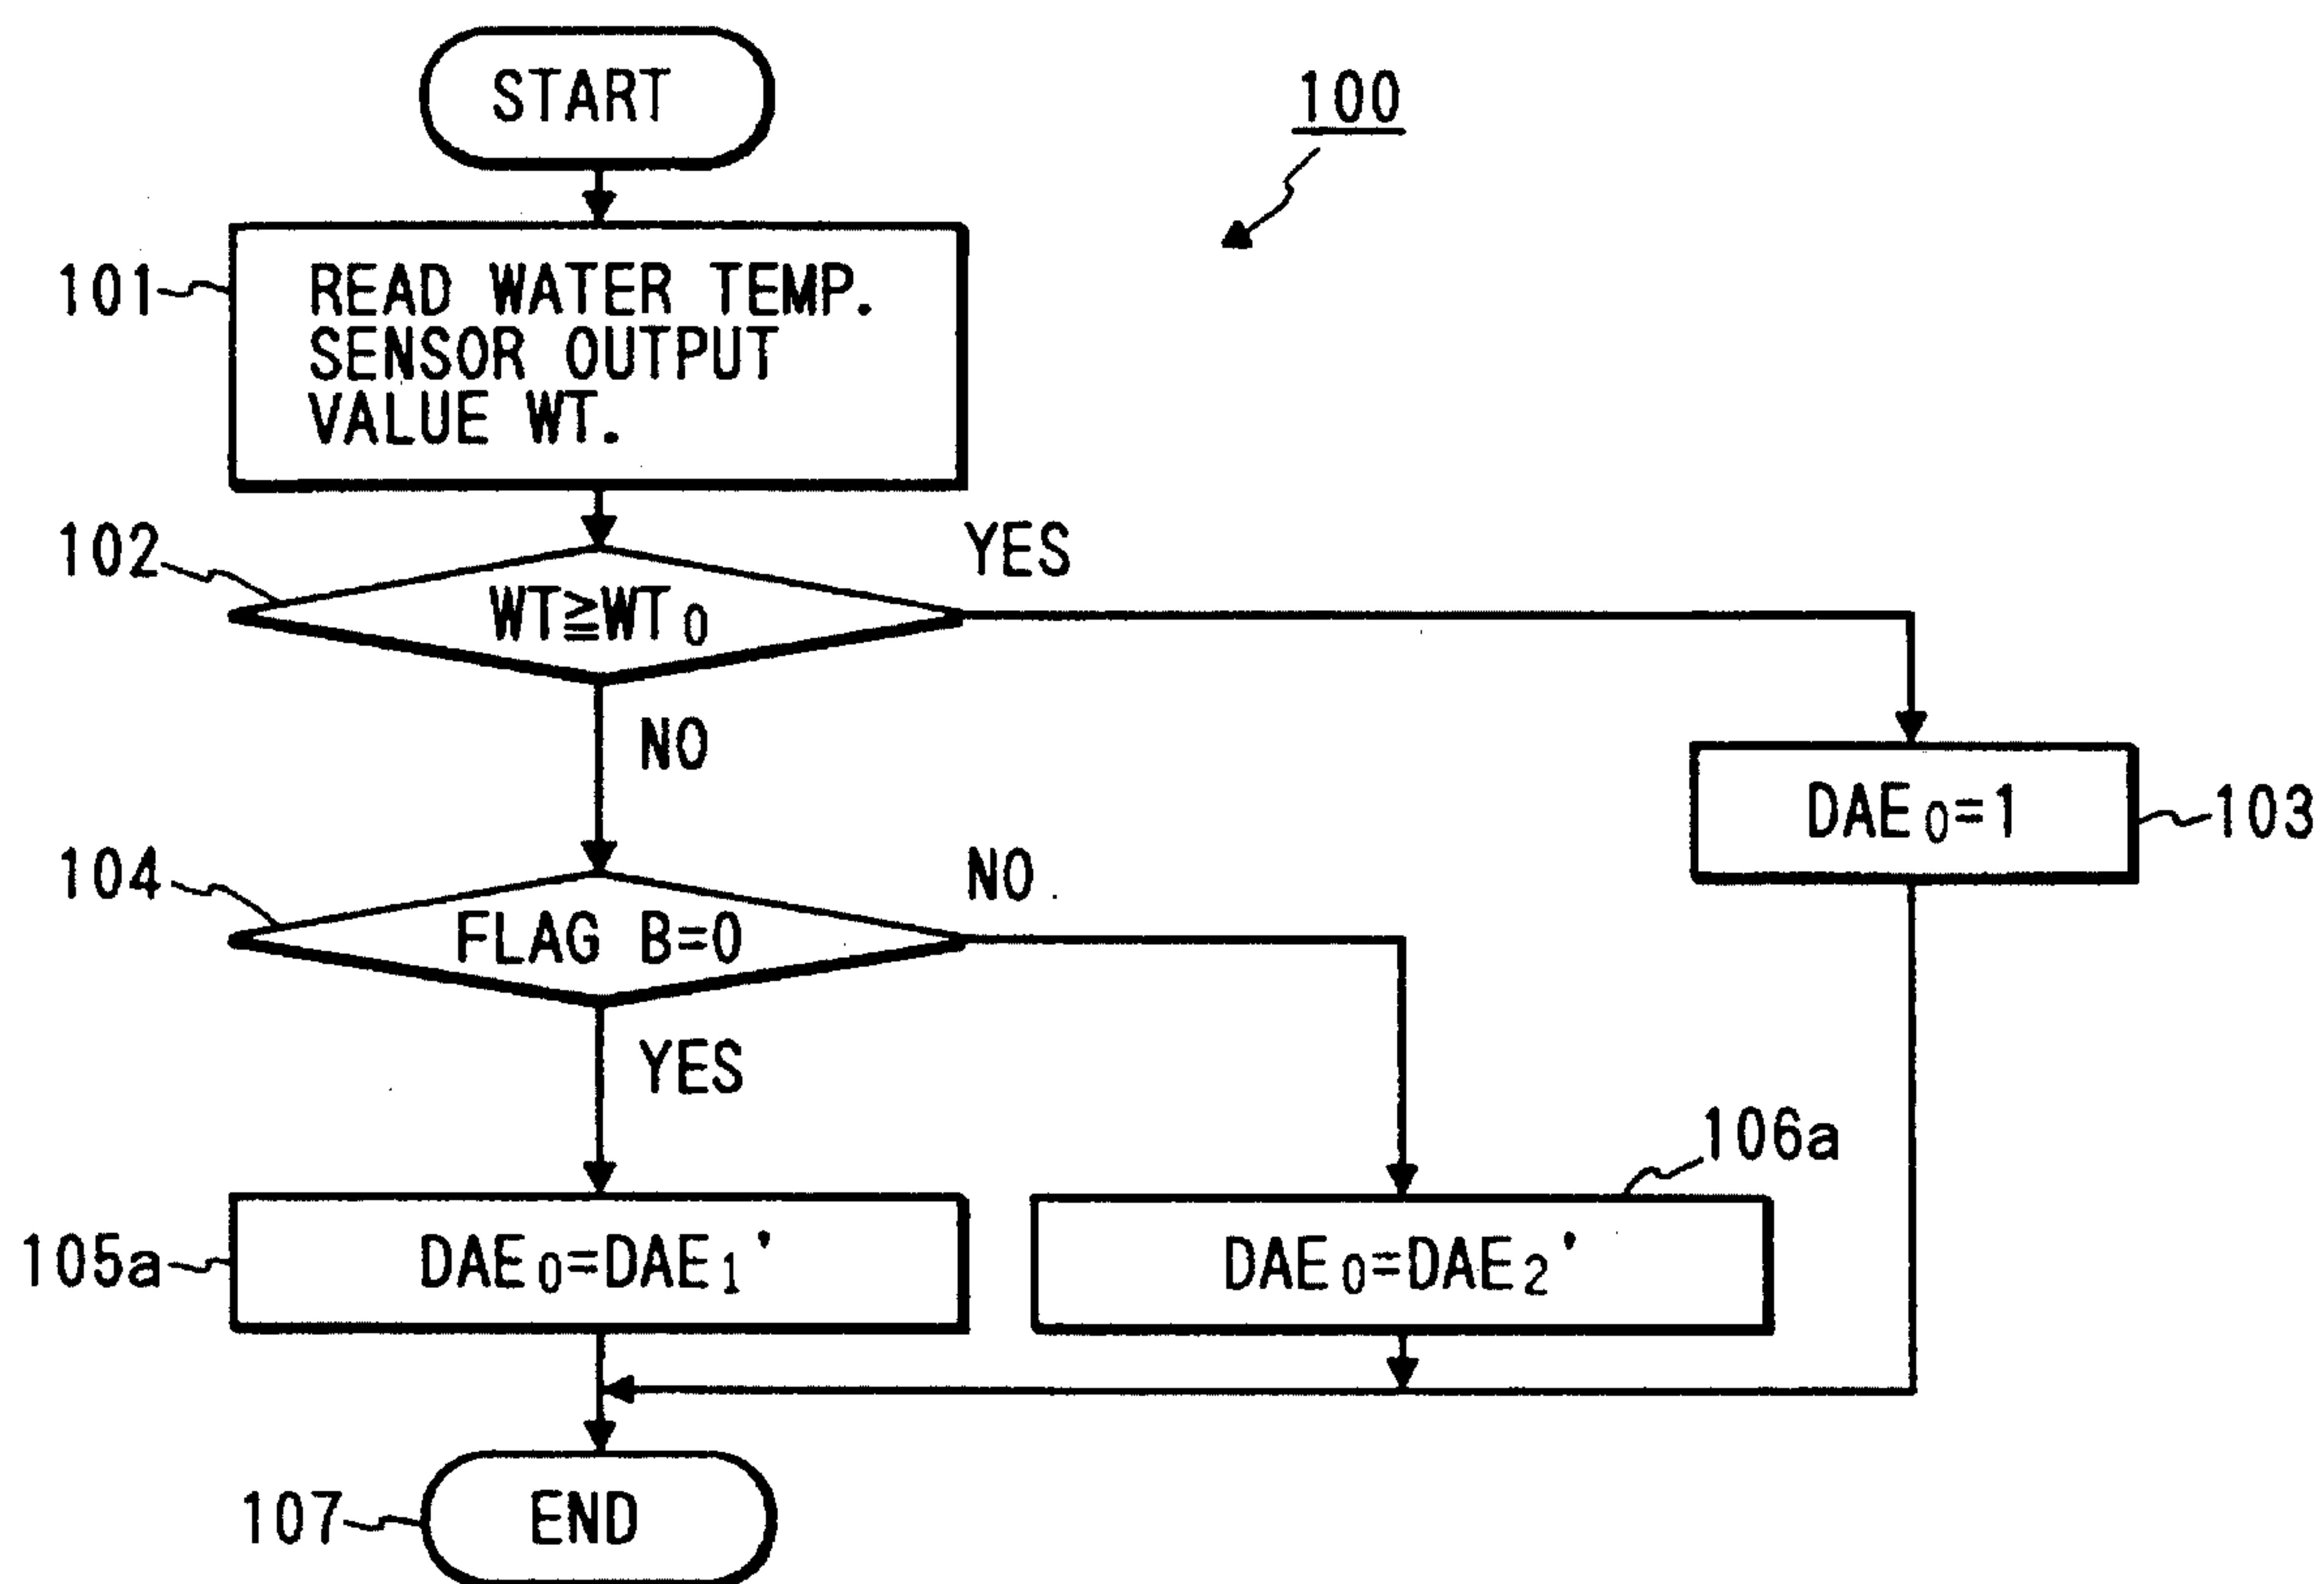 START
100
101
READ WATER TEMP.
SENSOR OUTPUT
VALUE WT.
102
YES
WT≧WT₀
NO
DAE₀=1
103
104
NO
FLAG B=0
YES
106a
105a
DAE₀=DAE₁'
DAE₀=DAE₂'
107
END